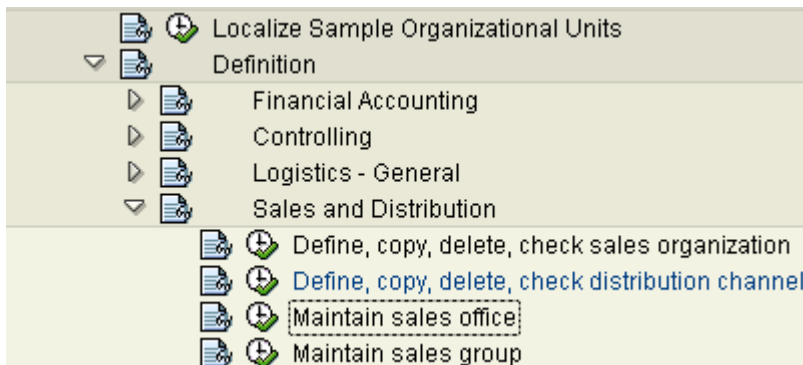 Localize Sample Organizational Units
Definition
Financial Accounting
Controlling
Logistics - General
Sales and Distribution
Define, copy, delete, check sales organization
Define, copy, delete, check distribution channel
Maintain sales office
Maintain sales group